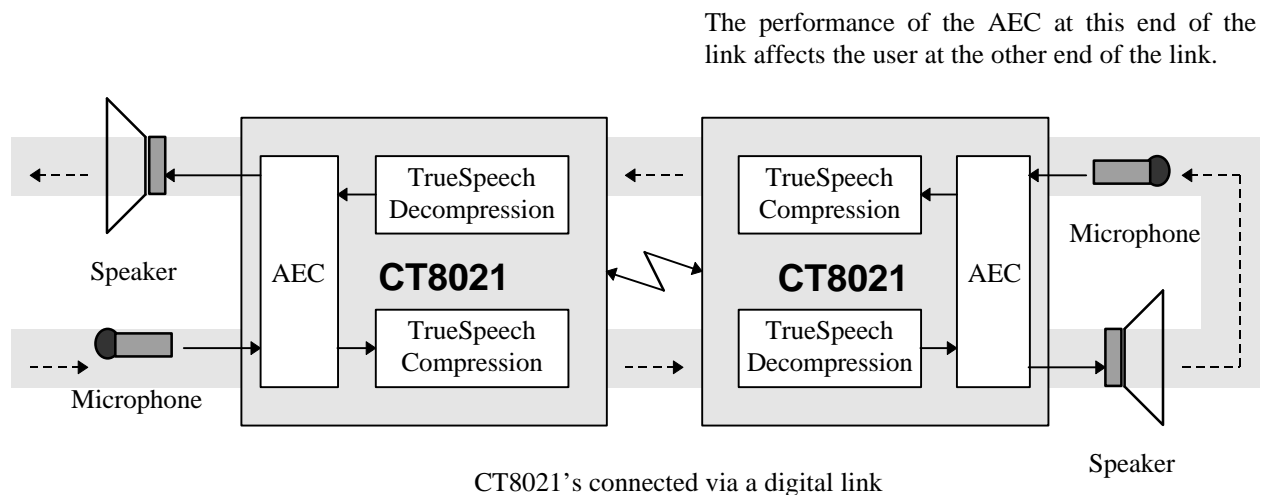 The performance of the AEC at this end of the
link affects the user at the other end of the link.
TrueSpeech
Decompression
Speaker
AEC
CT8021
TrueSpeech
Compression
Microphone
TrueSpeech
Compression
Microphone
CT8021
AEC
TrueSpeech
Decompression
Speaker
CT8021's connected via a digital link